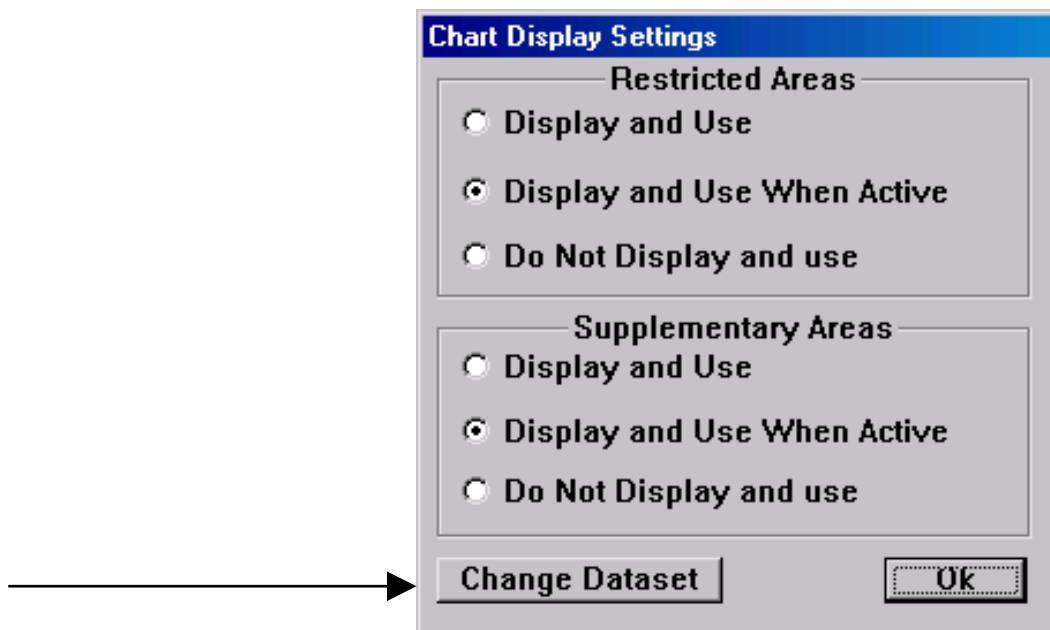 Chart Display Settings
Restricted Areas
Display and Use
Display and Use When Active
Do Not Display and use
Supplementary Areas
Display and Use
Display and Use When Active
Do Not Display and use
Change Dataset
Ok